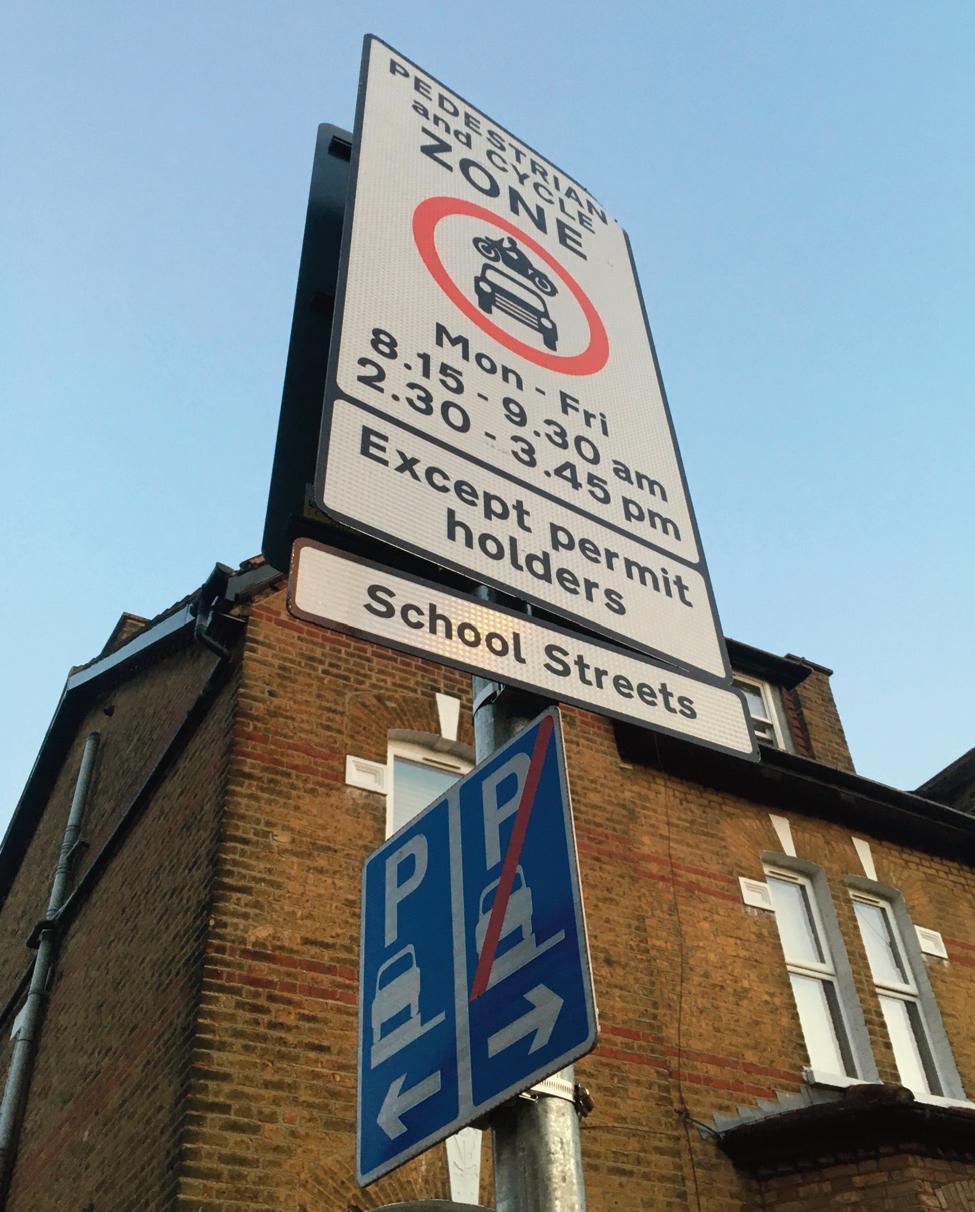 PEDESTRIAN
and CYCLE
ZONE
Mon - Fri
8.15 - 9.30 am
2.30 - 3.45 pm
Except permit
holders
School Streets
P P